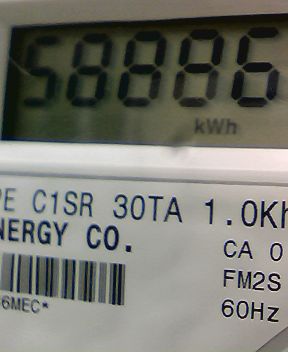 58886
kWh
PE C1SR 30TA 1.0Kh
NERGY CO.
CA 0
FM2S
6MEC*
60Hz